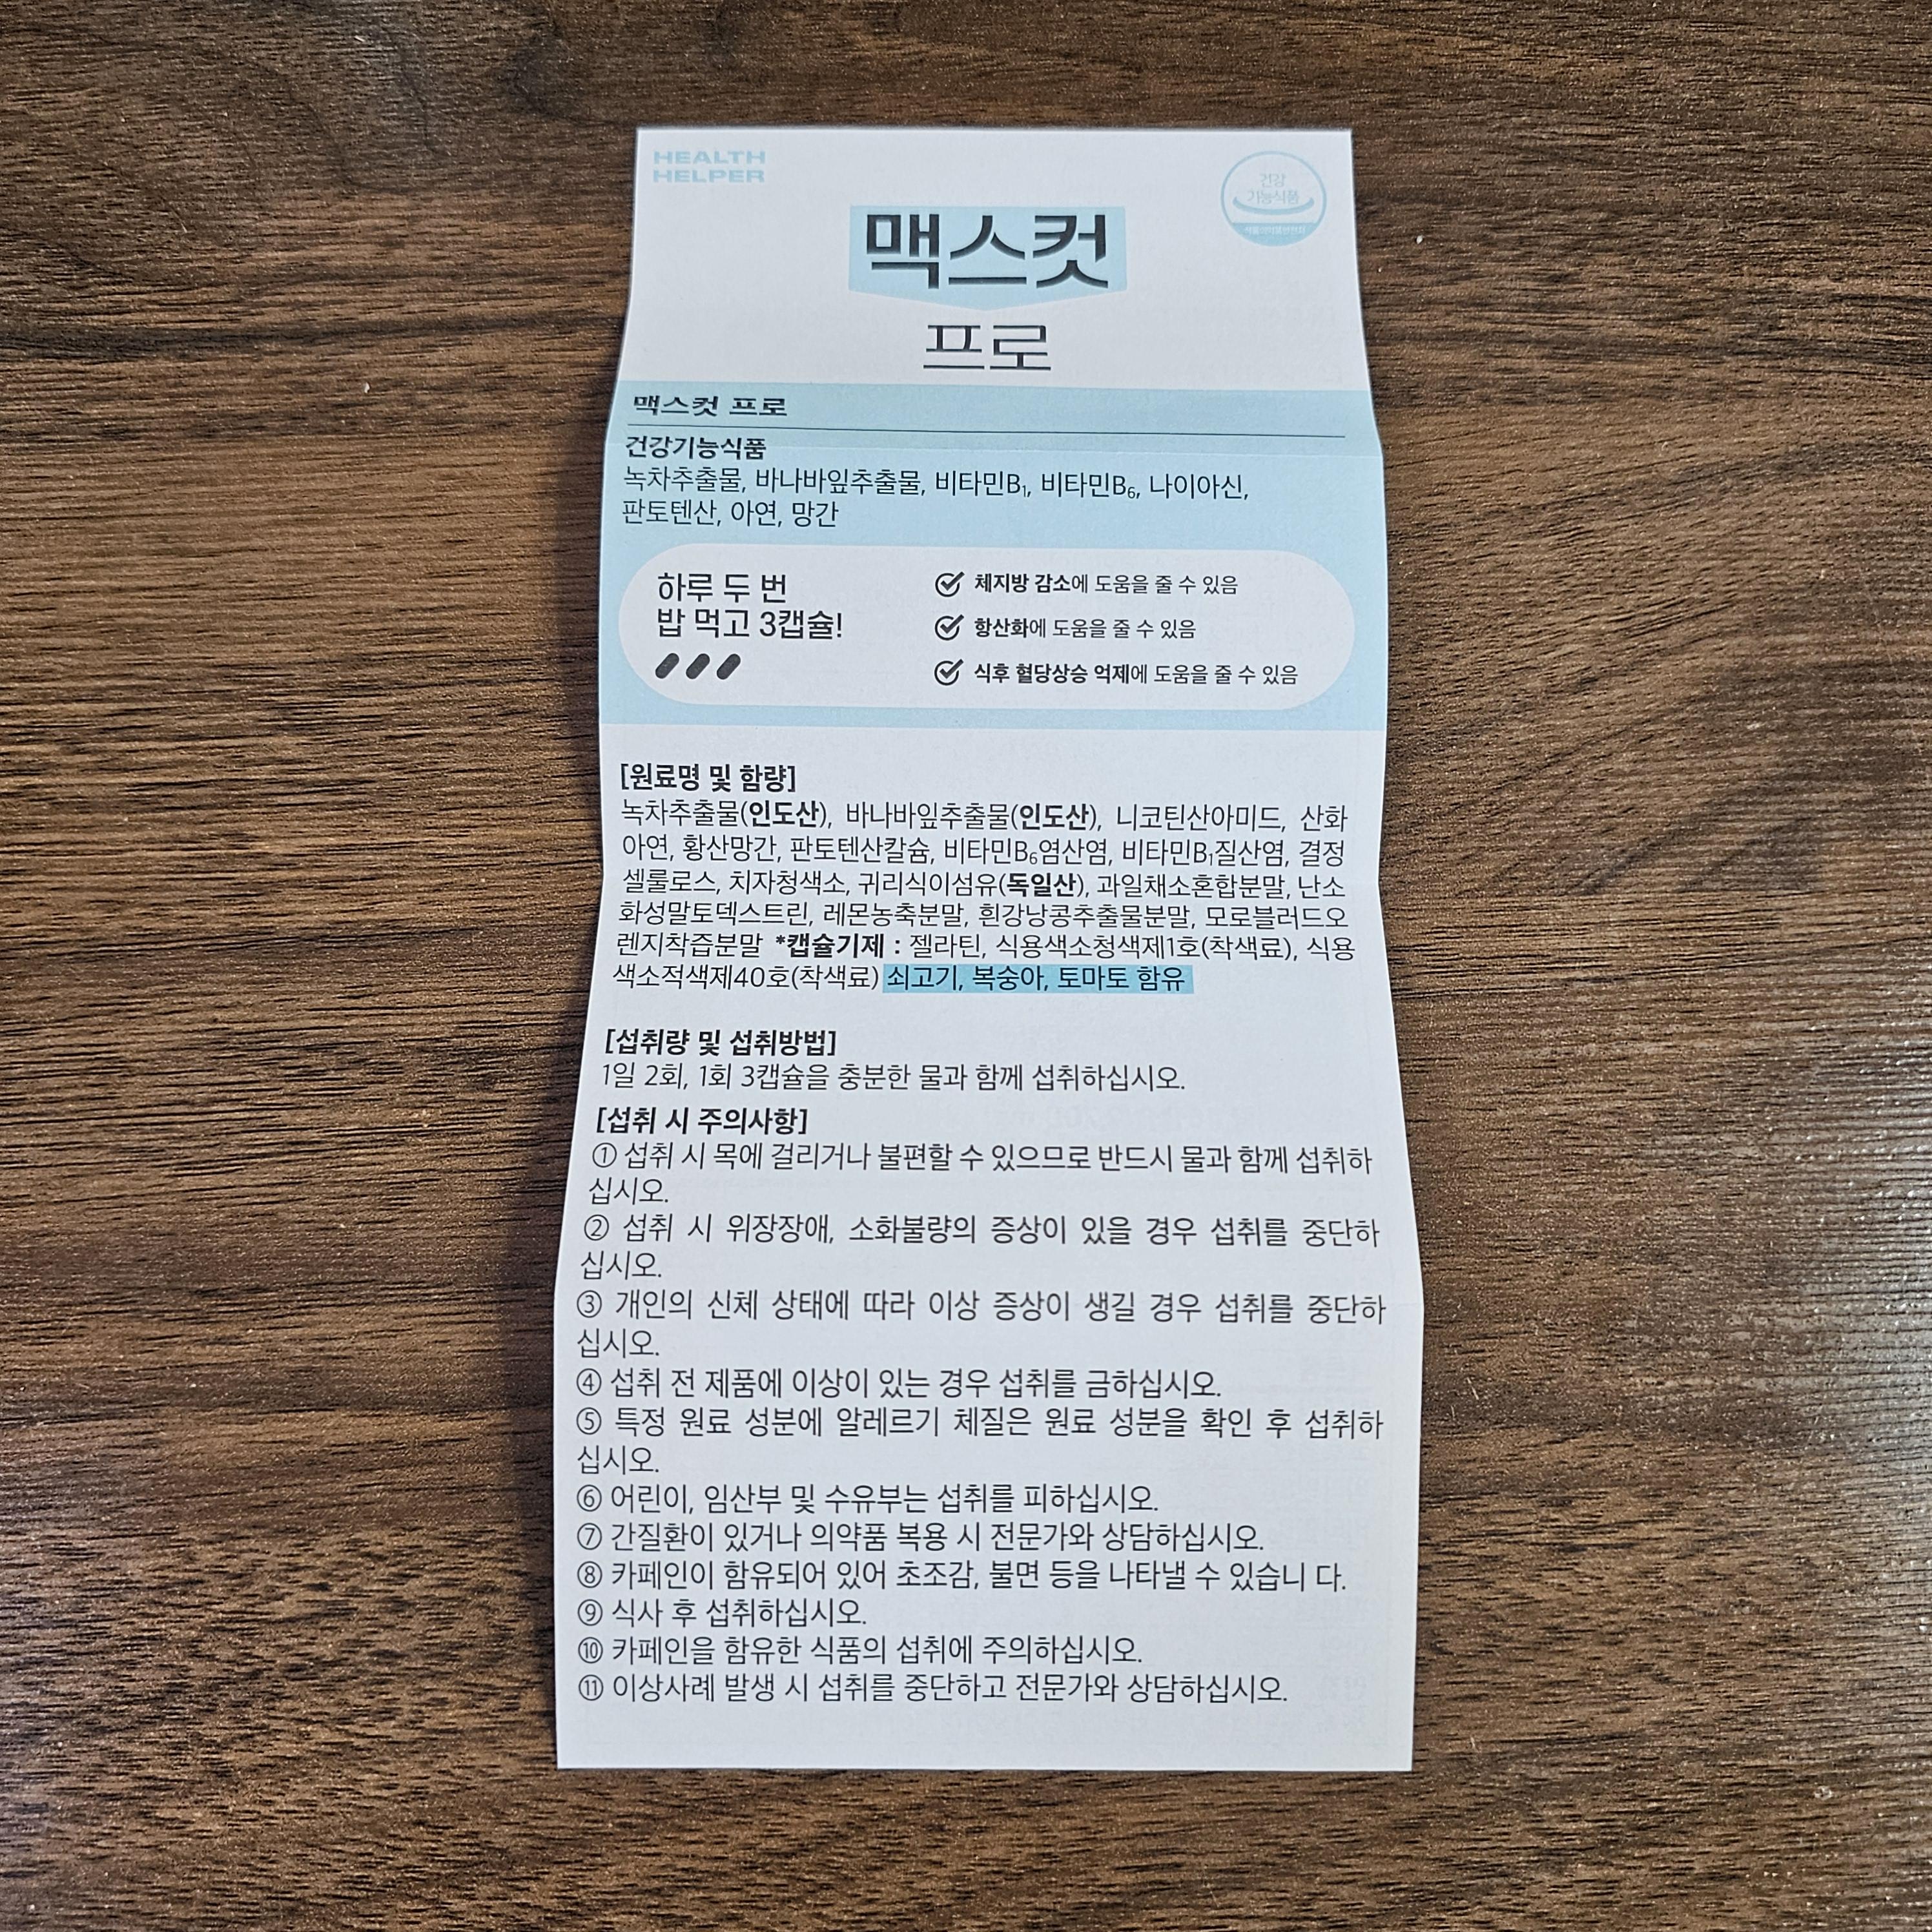 HEALTH
HELPER
건강
기능식품
맥스컷
프로
맥스컷 프로
건강기능식품
녹차추출물, 바나바잎추출물, 비타민B₁, 비타민B₆, 나이아신,
판토텐산, 아연, 망간
하루 두 번
밥 먹고 3캡슐!
체지방 감소에 도움을 줄 수 있음
항산화에 도움을 줄 수 있음
식후 혈당상승 억제에 도움을 줄 수 있음
[원료명 및 함량]
녹차추출물(인도산), 바나바잎추출물(인도산), 니코틴산아미드, 산화
아연, 황산망간, 판토텐산칼슘, 비타민B₆염산염, 비타민B₁질산염, 결정
셀룰로스, 치자청색소, 귀리식이섬유(독일산), 과일채소혼합분말, 난소
화성말토덱스트린, 레몬농축분말, 흰강낭콩추출물분말, 모로블러드오
렌지착즙분말 *캡슐기제 : 젤라틴, 식용색소청색제1호(착색료), 식용
색소적색제40호(착색료) 쇠고기, 복숭아, 토마토 함유
[섭취량 및 섭취방법]
1일 2회, 1회 3캡슐을 충분한 물과 함께 섭취하십시오.
[섭취 시 주의사항]
① 섭취 시 목에 걸리거나 불편할 수 있으므로 반드시 물과 함께 섭취하
십시오.
② 섭취 시 위장장애, 소화불량의 증상이 있을 경우 섭취를 중단하
십시오.
③ 개인의 신체 상태에 따라 이상 증상이 생길 경우 섭취를 중단하
십시오.
④ 섭취 전 제품에 이상이 있는 경우 섭취를 금하십시오.
⑤ 특정 원료 성분에 알레르기 체질은 원료 성분을 확인 후 섭취하
십시오.
⑥ 어린이, 임산부 및 수유부는 섭취를 피하십시오.
⑦ 간질환이 있거나 의약품 복용 시 전문가와 상담하십시오.
⑧ 카페인이 함유되어 있어 초조감, 불면 등을 나타낼 수 있습니 다.
⑨ 식사 후 섭취하십시오.
⑩ 카페인을 함유한 식품의 섭취에 주의하십시오.
⑪ 이상사례 발생 시 섭취를 중단하고 전문가와 상담하십시오.